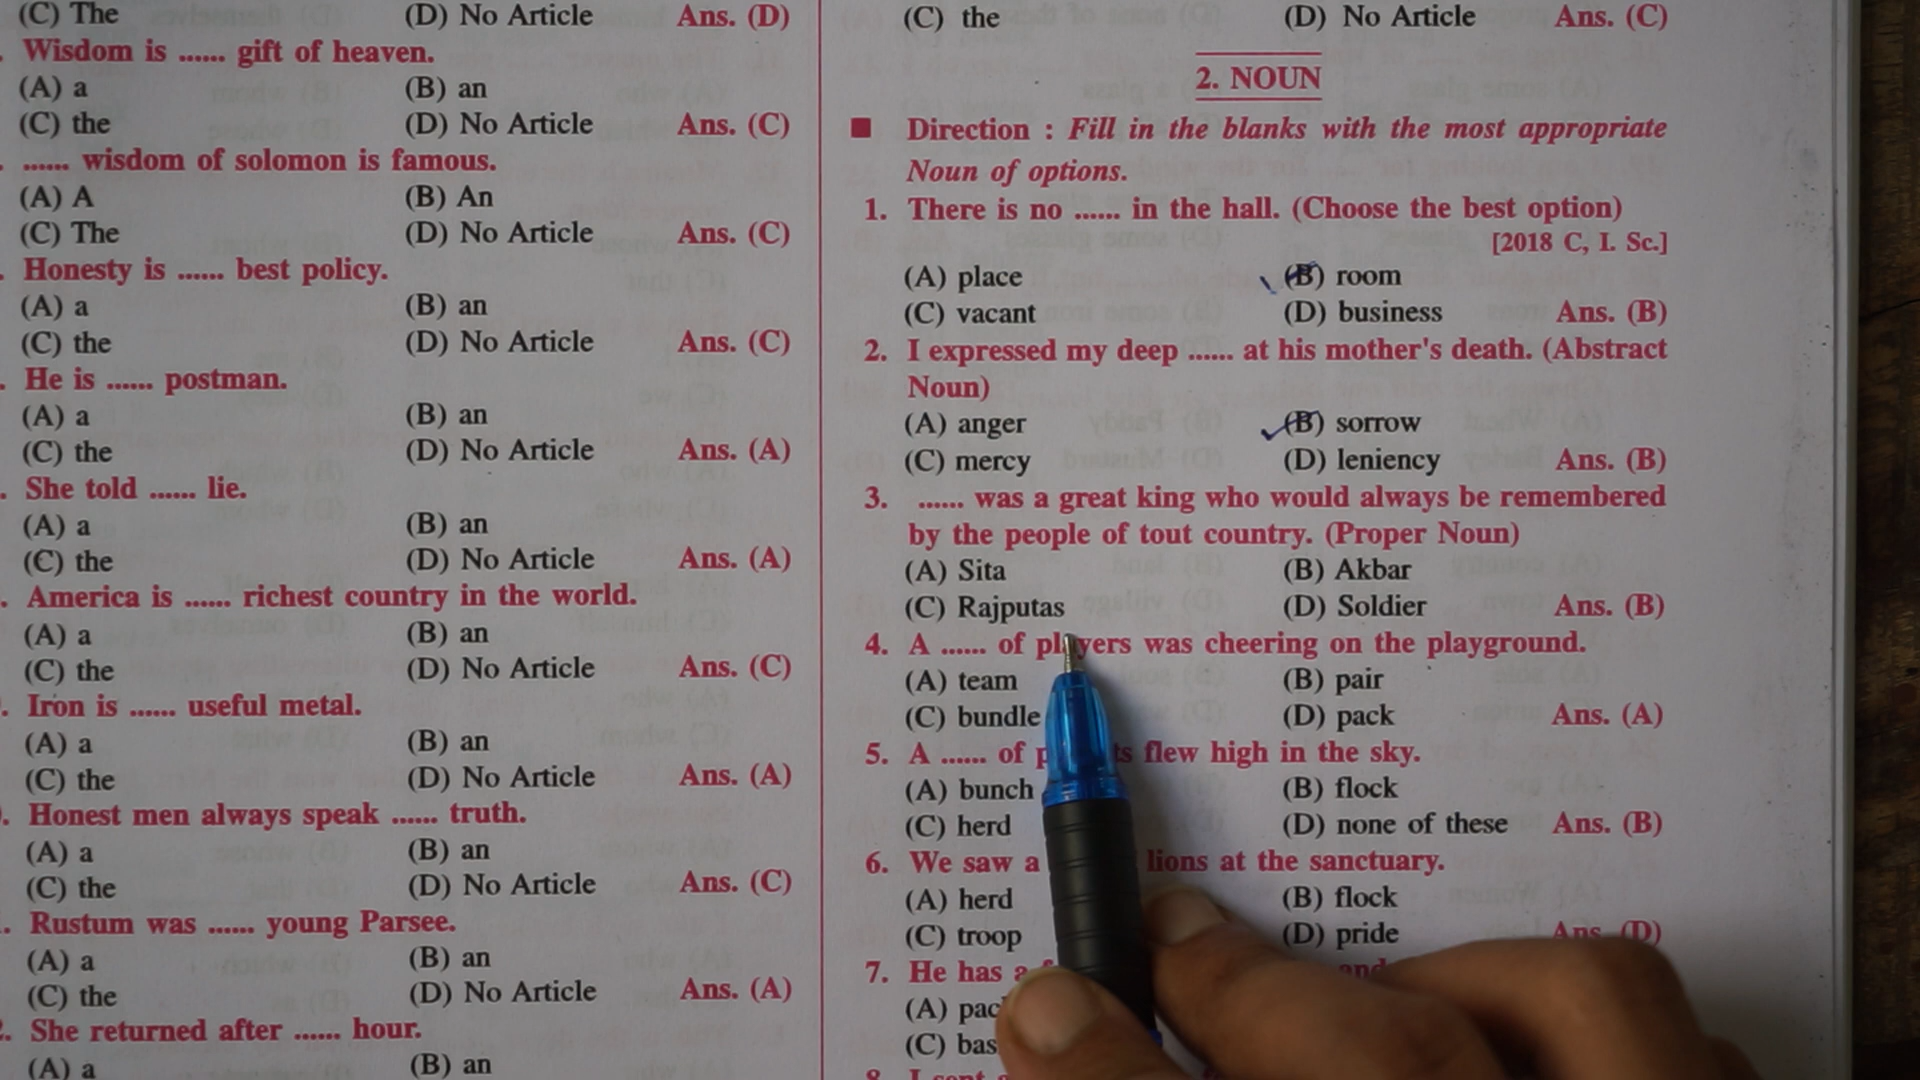 (C) The (D) No Article Ans. (D)
. Wisdom is ...... gift of heaven.
(A) a (B) an
(C) the (D) No Article Ans. (C)
. ...... wisdom of solomon is famous.
(A) A (B) An
(C) The (D) No Article Ans. (C)
. Honesty is ...... best policy.
(A) a (B) an
(C) the (D) No Article Ans. (C)
. He is ...... postman.
(A) a (B) an
(C) the (D) No Article Ans. (A)
. She told ...... lie.
(A) a (B) an
(C) the (D) No Article Ans. (A)
. America is ...... richest country in the world.
(A) a (B) an
(C) the (D) No Article Ans. (C)
. Iron is ...... useful metal.
(A) a (B) an
(C) the (D) No Article Ans. (A)
. Honest men always speak ...... truth.
(A) a (B) an
(C) the (D) No Article Ans. (C)
. Rustum was ...... young Parsee.
(A) a (B) an
(C) the (D) No Article Ans. (A)
. She returned after ...... hour.
(A) a (B) an
(C) the (D) No Article Ans. (C)
2. NOUN
Direction : Fill in the blanks with the most appropriate
Noun of options.
1. There is no ...... in the hall. (Choose the best option)
[2018 C, I. Sc.]
(A) place (B) room
(C) vacant (D) business Ans. (B)
2. I expressed my deep ...... at his mother's death. (Abstract
Noun)
(A) anger (B) sorrow
(C) mercy (D) leniency Ans. (B)
3. ...... was a great king who would always be remembered
by the people of tout country. (Proper Noun)
(A) Sita (B) Akbar
(C) Rajputas (D) Soldier Ans. (B)
4. A ...... of players was cheering on the playground.
(A) team (B) pair
(C) bundle (D) pack Ans. (A)
5. A ...... of flew high in the sky.
(A) bunch (B) flock
(C) herd (D) none of these Ans. (B)
6. We saw a lions at the sanctuary.
(A) herd (B) flock
(C) troop (D) pride Ans. (D)
7. He has a
(A)
(C)